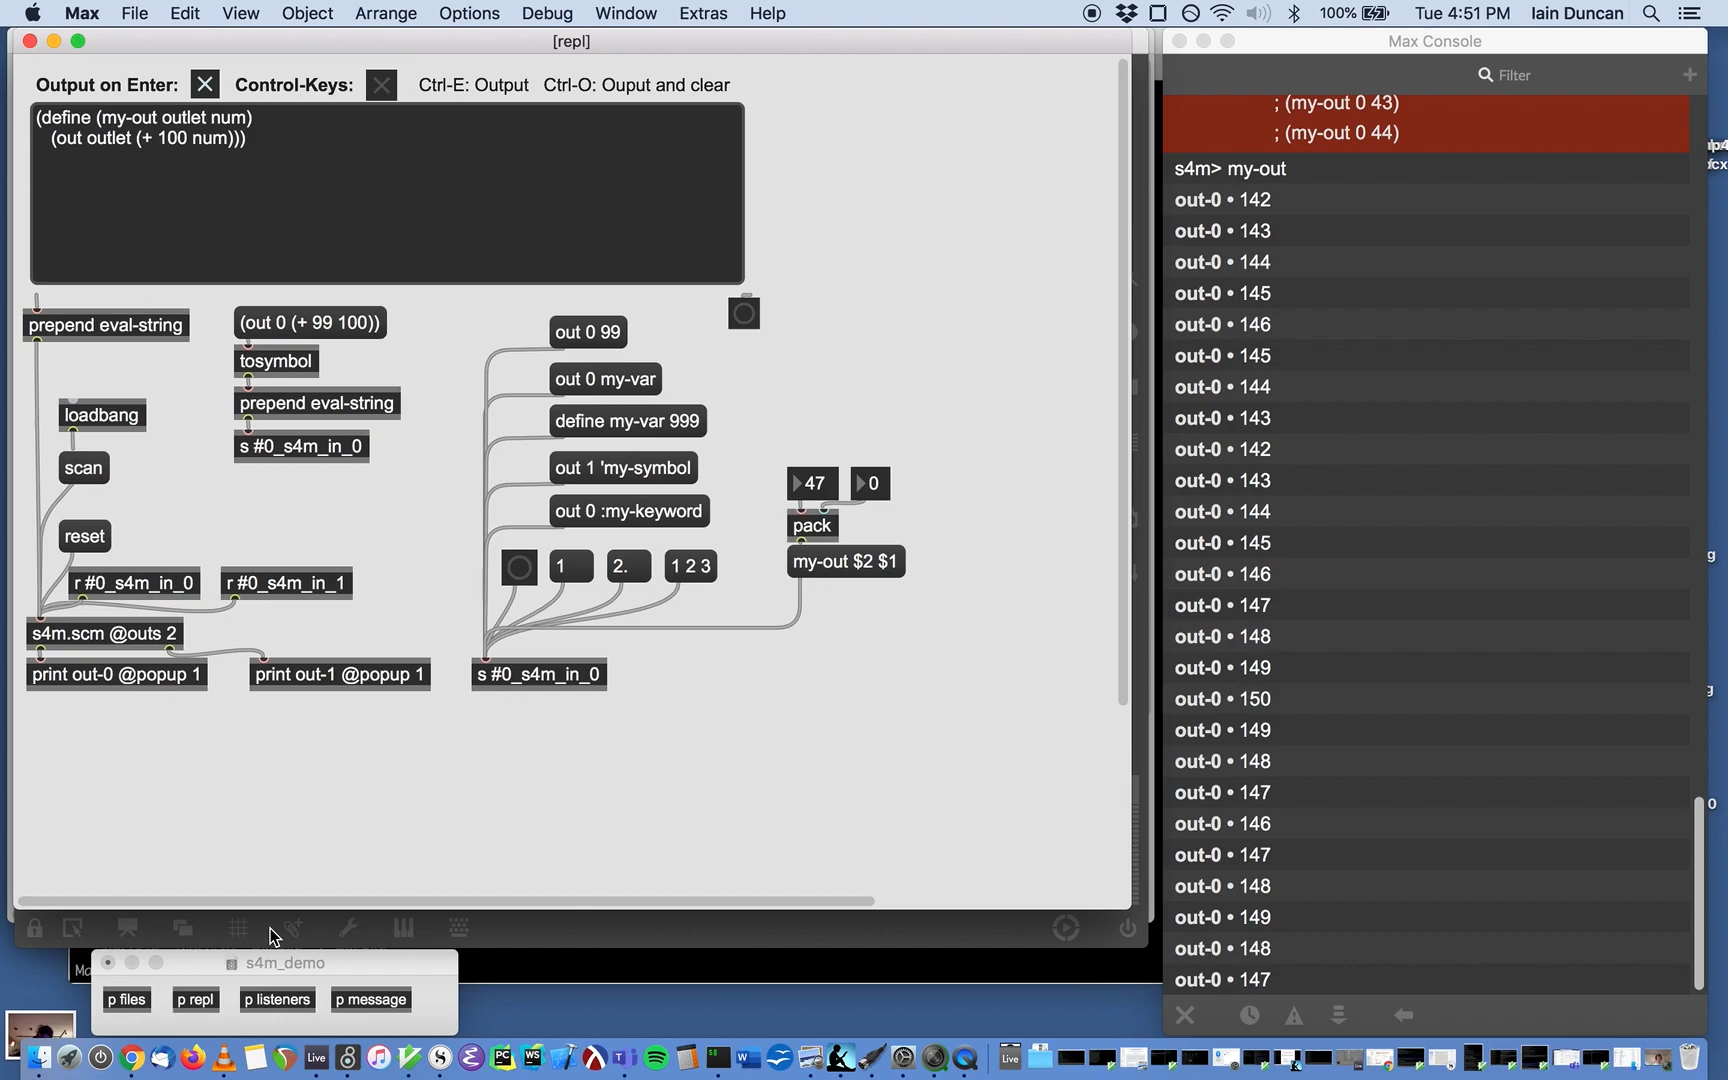 Max File Edit View Object Arrange Options Debug Window Extras Help 100% Tue 4:51 PM Iain Duncan
[repl]
Output on Enter: Control-Keys: Ctrl-E: Output Ctrl-O: Ouput and clear
(define (my-out outlet num)
(out outlet (+ 100 num)))
prepend eval-string
loadbang
scan
reset
r #0_s4m_in_0
r #0_s4m_in_1
s4m.scm @outs 2
print out-0 @popup 1
print out-1 @popup 1
(out 0 (+ 99 100))
tosymbol
prepend eval-string
s #0_s4m_in_0
out 0 99
out 0 my-var
define my-var 999
out 1 'my-symbol
out 0 :my-keyword
1
2.
1 2 3
s #0_s4m_in_0
47
0
pack
my-out $2 $1
s4m_demo
p files
p repl
p listeners
p message
Max Console
Filter
; (my-out 0 43)
; (my-out 0 44)
s4m> my-out
out-0 • 142
out-0 • 143
out-0 • 144
out-0 • 145
out-0 • 146
out-0 • 145
out-0 • 144
out-0 • 143
out-0 • 142
out-0 • 143
out-0 • 144
out-0 • 145
out-0 • 146
out-0 • 147
out-0 • 148
out-0 • 149
out-0 • 150
out-0 • 149
out-0 • 148
out-0 • 147
out-0 • 146
out-0 • 147
out-0 • 148
out-0 • 149
out-0 • 148
out-0 • 147
Live
PC
WS
Live